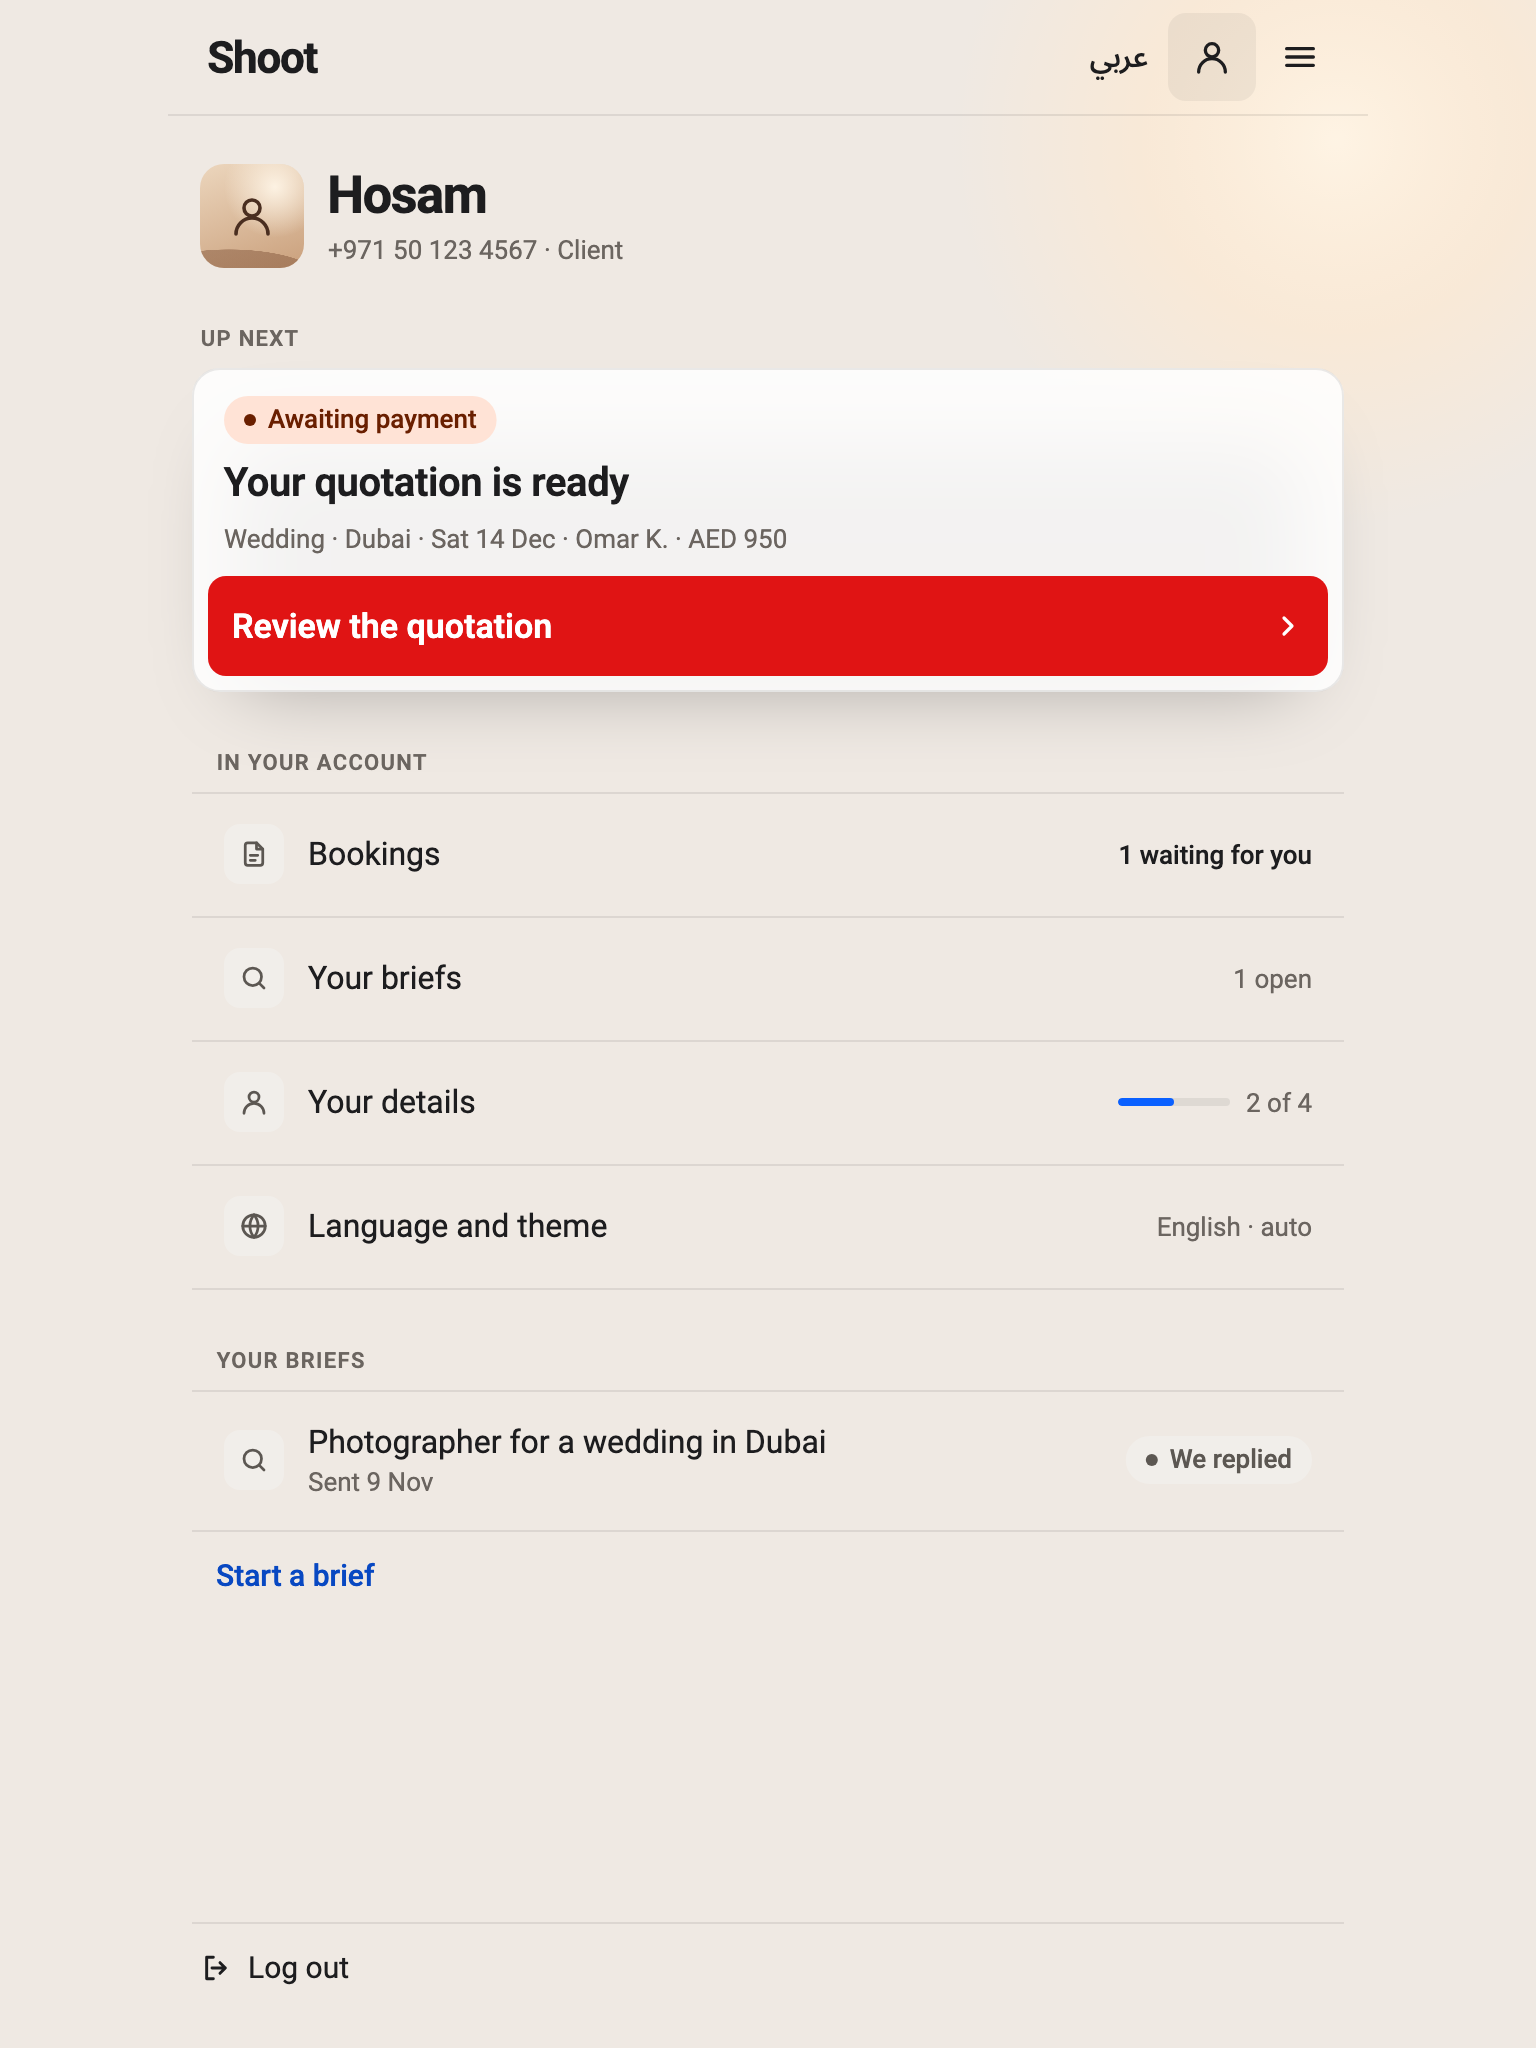 Shoot
عربي
Hosam
+971 50 123 4567 · Client
UP NEXT
Awaiting payment
Your quotation is ready
Wedding · Dubai · Sat 14 Dec · Omar K. · AED 950
Review the quotation
IN YOUR ACCOUNT
Bookings
1 waiting for you
Your briefs
1 open
Your details
2 of 4
Language and theme
English · auto
YOUR BRIEFS
Photographer for a wedding in Dubai
Sent 9 Nov
We replied
Start a brief
Log out